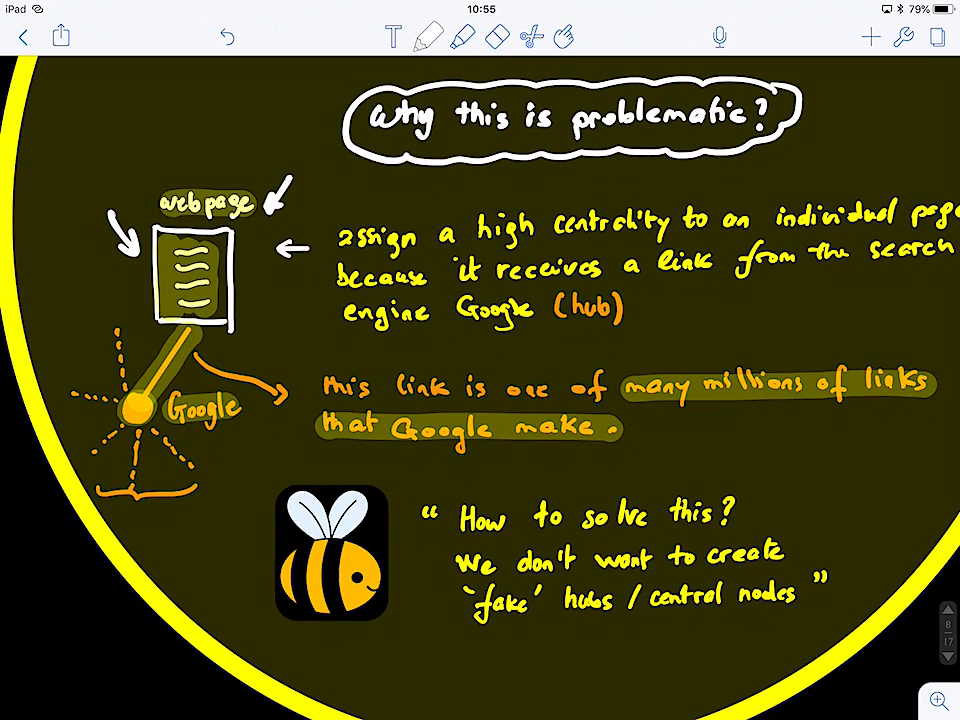 iPad
10:55
79%
T
Why this is problematic?
web page
assign a high centrality to an individual page
because it receives a link from the search
engine Google (hub)
this link is one of many millions of links
that Google make.
Google
“ How to solve this?
We don't want to create
‘fake’ hubs / central nodes ”
8
17